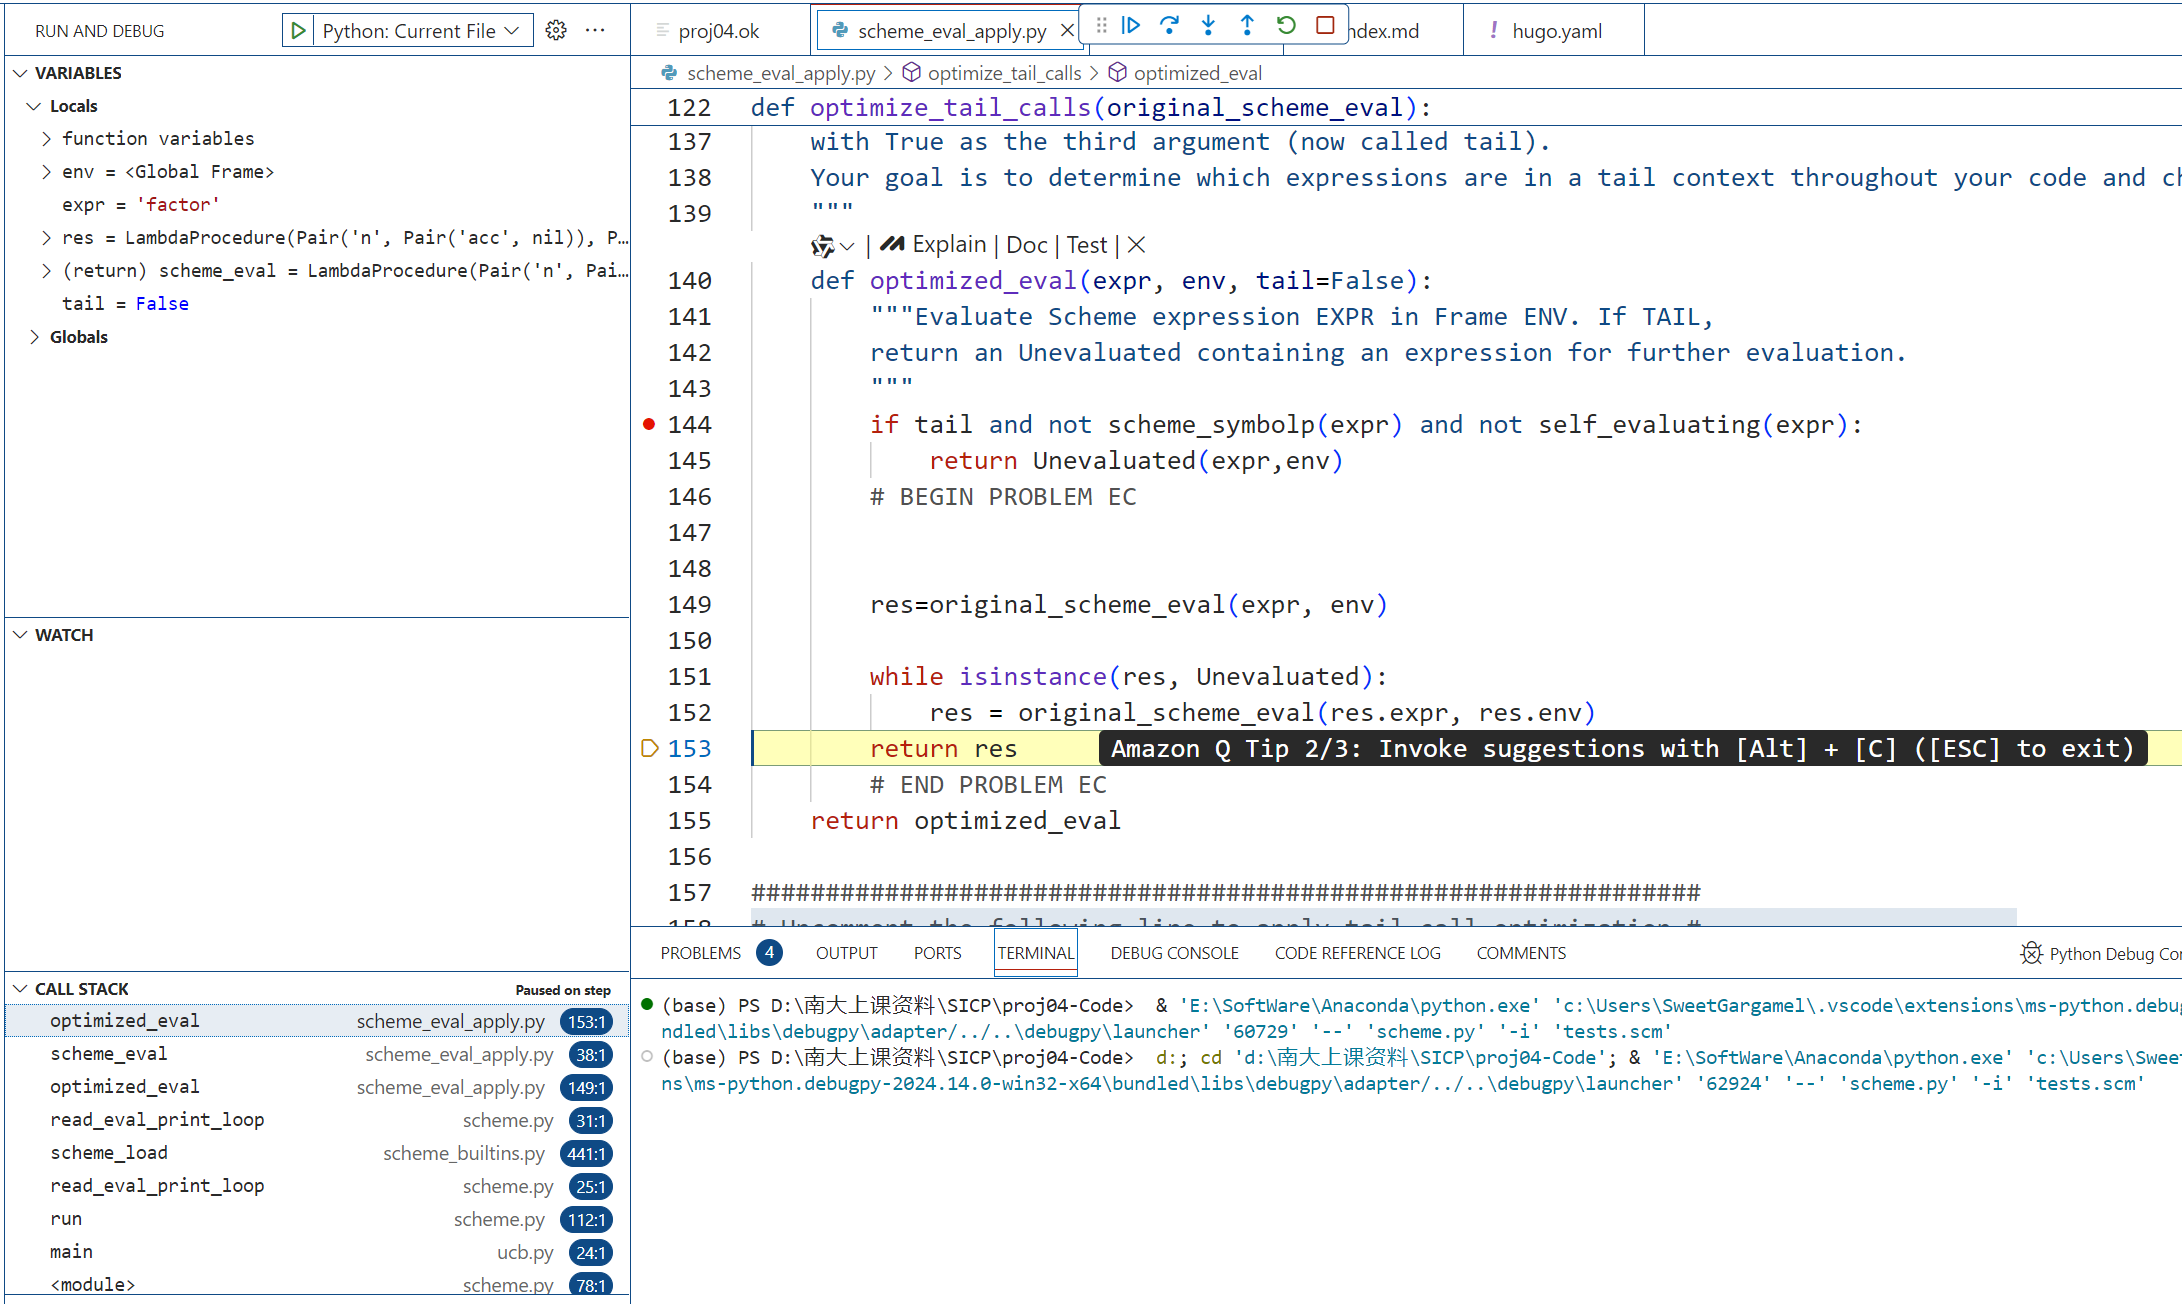 RUN AND DEBUG
Python: Current File
VARIABLES
Locals
function variables
env = <Global Frame>
expr = 'factor'
res = LambdaProcedure(Pair('n', Pair('acc', nil)), P…
(return) scheme_eval = LambdaProcedure(Pair('n', Pai…
tail = False
Globals
WATCH
CALL STACK Paused on step
optimized_eval scheme_eval_apply.py 153:1
scheme_eval scheme_eval_apply.py 38:1
optimized_eval scheme_eval_apply.py 149:1
read_eval_print_loop scheme.py 31:1
scheme_load scheme_builtins.py 441:1
read_eval_print_loop scheme.py 25:1
run scheme.py 112:1
main ucb.py 24:1
<module> scheme.py 78:1
proj04.ok scheme_eval_apply.py ndex.md ! hugo.yaml
scheme_eval_apply.py > optimize_tail_calls > optimized_eval
122 def optimize_tail_calls(original_scheme_eval):
137 with True as the third argument (now called tail).
138 Your goal is to determine which expressions are in a tail context throughout your code and ch
139 """
| Explain | Doc | Test |
140 def optimized_eval(expr, env, tail=False):
141 """Evaluate Scheme expression EXPR in Frame ENV. If TAIL,
142 return an Unevaluated containing an expression for further evaluation.
143 """
144 if tail and not scheme_symbolp(expr) and not self_evaluating(expr):
145 return Unevaluated(expr,env)
146 # BEGIN PROBLEM EC
147
148
149 res=original_scheme_eval(expr, env)
150
151 while isinstance(res, Unevaluated):
152 res = original_scheme_eval(res.expr, res.env)
153 return res Amazon Q Tip 2/3: Invoke suggestions with [Alt] + [C] ([ESC] to exit)
154 # END PROBLEM EC
155 return optimized_eval
156
157 ################################################################
158 # Uncomment the following line to apply tail call optimization #
PROBLEMS 4 OUTPUT PORTS TERMINAL DEBUG CONSOLE CODE REFERENCE LOG COMMENTS Python Debug Con
(base) PS D:\南大上课资料\SICP\proj04-Code> & 'E:\SoftWare\Anaconda\python.exe' 'c:\Users\SweetGargamel\.vscode\extensions\ms-python.debug
ndled\libs\debugpy\adapter/../..\debugpy\launcher' '60729' '--' 'scheme.py' '-i' 'tests.scm'
(base) PS D:\南大上课资料\SICP\proj04-Code> d:; cd 'd:\南大上课资料\SICP\proj04-Code'; & 'E:\SoftWare\Anaconda\python.exe' 'c:\Users\Sweet
ns\ms-python.debugpy-2024.14.0-win32-x64\bundled\libs\debugpy\adapter/../..\debugpy\launcher' '62924' '--' 'scheme.py' '-i' 'tests.scm'